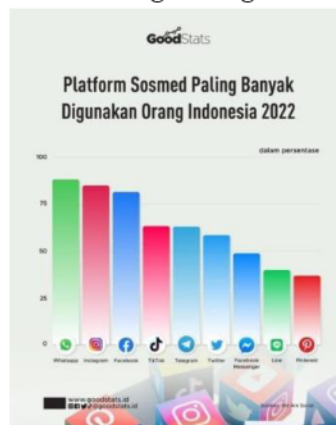 GoodStats
Platform Sosmed Paling Banyak
Digunakan Orang Indonesia 2022
dalam persentase
100
75
50
25
0
Whatsapp Instagram Facebook TikTok Telegram Twitter Facebook Messenger Line Pinterest
www.goodstats.id